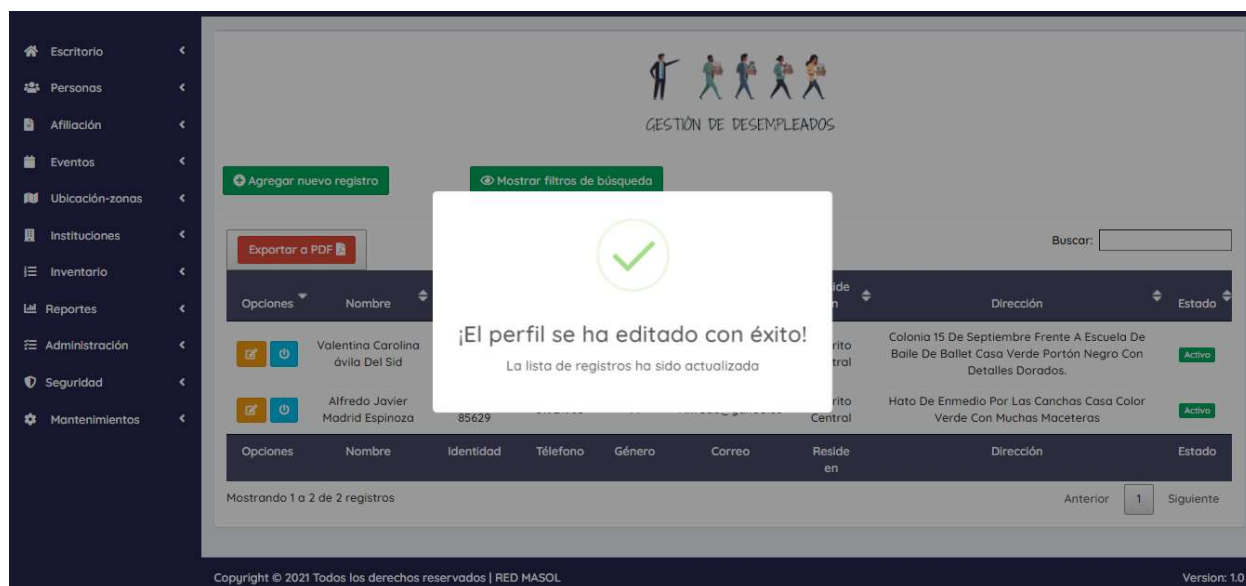 Escritorio
Personas
Afiliación
Eventos
Ubicación-zonas
Instituciones
Inventario
Reportes
Administración
Seguridad
Mantenimientos
GESTIÓN DE DESEMPLEADOS
Agregar nuevo registro
Mostrar filtros de búsqueda
Exportar a PDF
Buscar:
Opciones Nombre Dirección Estado
Valentina Carolina
ávila Del Sid
Colonia 15 De Septiembre Frente A Escuela De
Baile De Ballet Casa Verde Portón Negro Con
Detalles Dorados.
Activo
¡El perfil se ha editado con éxito!
La lista de registros ha sido actualizada
Alfredo Javier
Madrid Espinoza
85629
Central
Hato De Enmedio Por Las Canchas Casa Color
Verde Con Muchas Maceteras
Activo
Opciones Nombre Identidad Télefono Género Correo Reside
en
Dirección Estado
Mostrando 1 a 2 de 2 registros
Anterior 1 Siguiente
Copyright © 2021 Todos los derechos reservados | RED MASOL
Version: 1.0